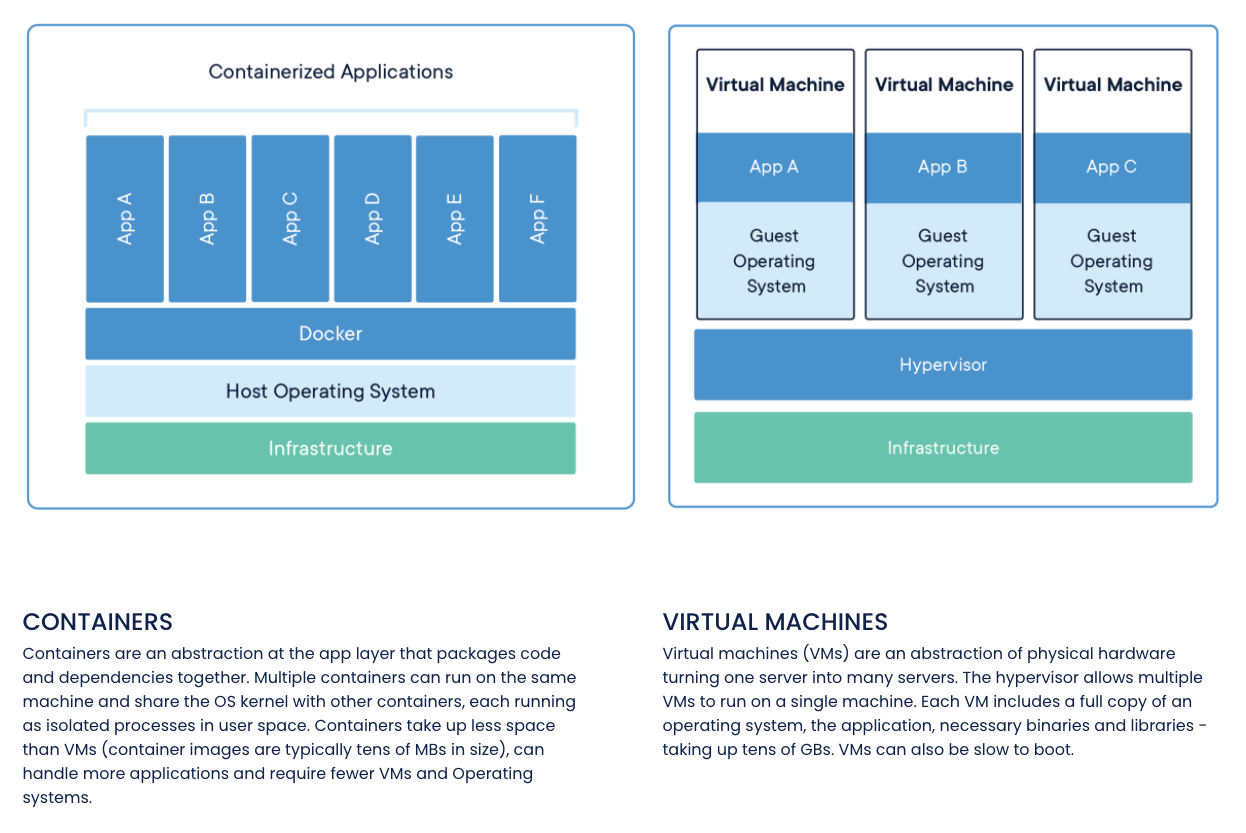 Containerized Applications
App A
App B
App C
App D
App E
App F
Docker
Host Operating System
Infrastructure
Virtual Machine
App A
Guest
Operating
System
Virtual Machine
App B
Guest
Operating
System
Virtual Machine
App C
Guest
Operating
System
Hypervisor
Infrastructure
CONTAINERS
Containers are an abstraction at the app layer that packages code
and dependencies together. Multiple containers can run on the same
machine and share the OS kernel with other containers, each running
as isolated processes in user space. Containers take up less space
than VMs (container images are typically tens of MBs in size), can
handle more applications and require fewer VMs and Operating
systems.
VIRTUAL MACHINES
Virtual machines (VMs) are an abstraction of physical hardware
turning one server into many servers. The hypervisor allows multiple
VMs to run on a single machine. Each VM includes a full copy of an
operating system, the application, necessary binaries and libraries –
taking up tens of GBs. VMs can also be slow to boot.